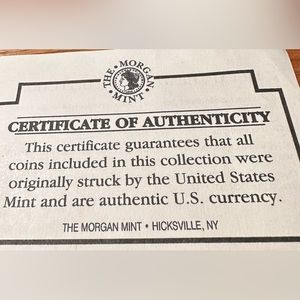 THE • MORGAN • MINT •
CERTIFICATE OF AUTHENTICITY
This certificate guarantees that all
coins included in this collection were
originally struck by the United States
Mint and are authentic U.S. currency.
THE MORGAN MINT • HICKSVILLE, NY